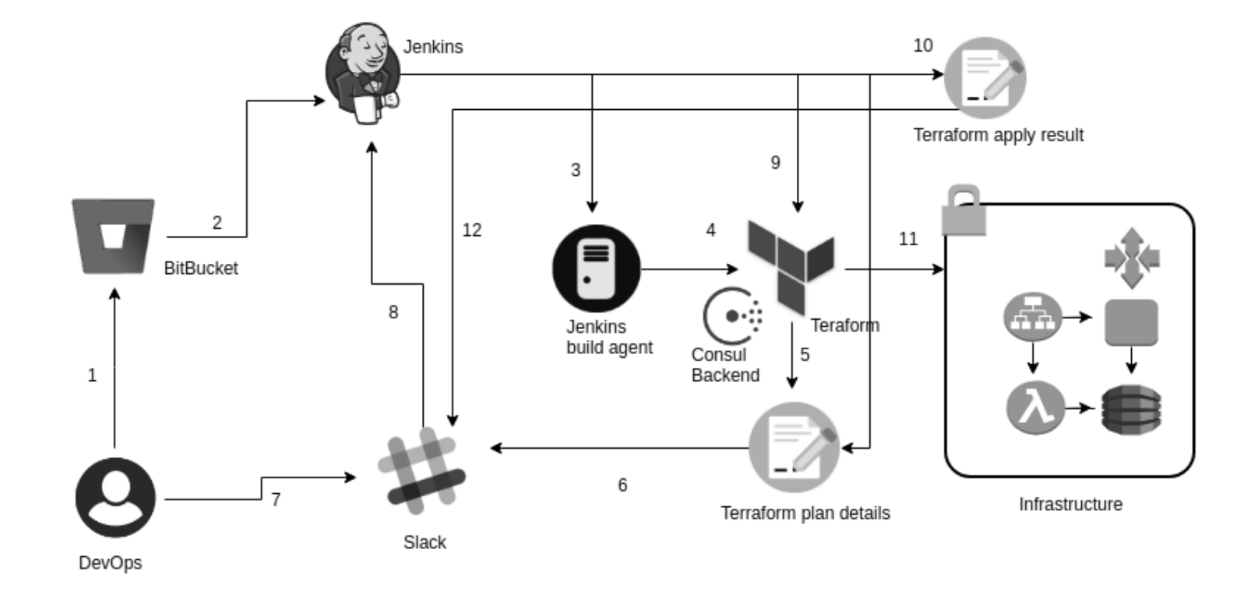 Jenkins
10
Terraform apply result
3
9
2
12
4
11
BitBucket
Jenkins
build agent
Teraform
Consul
Backend
8
5
1
6
7
Terraform plan details
Infrastructure
Slack
DevOps